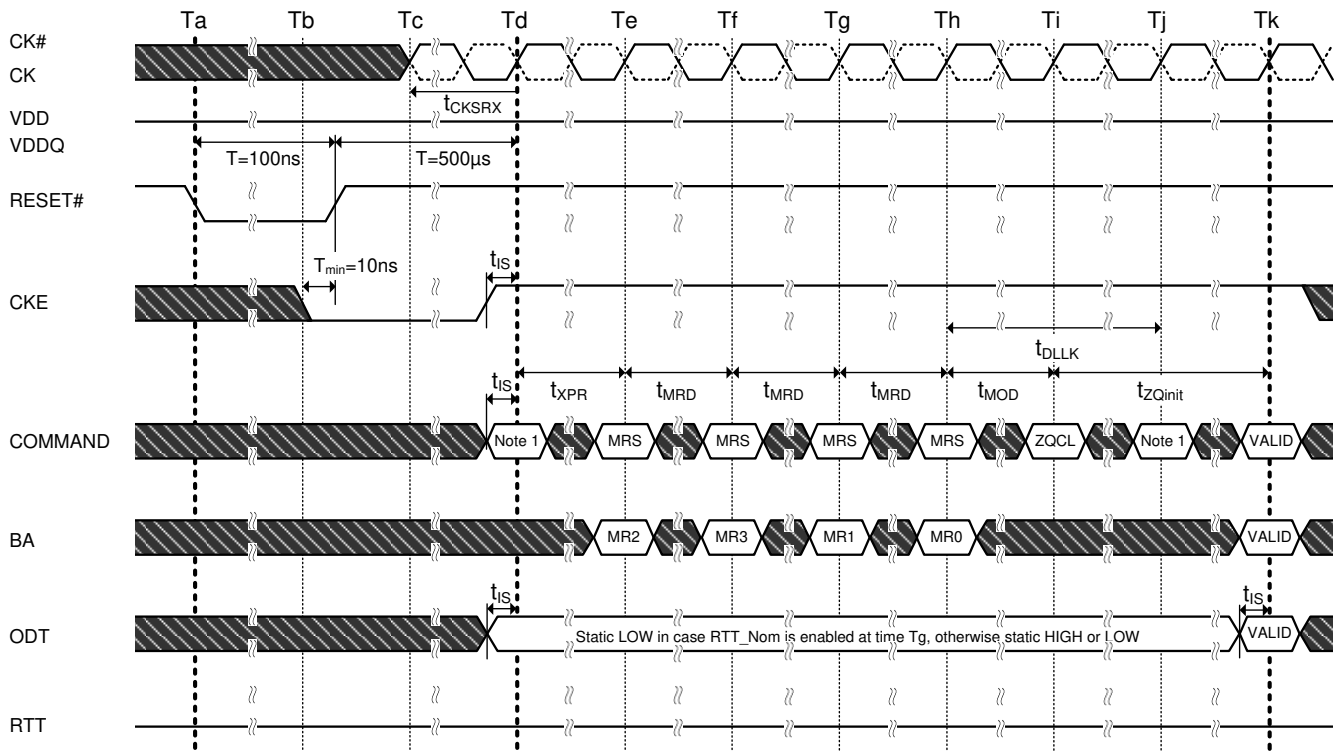 Ta Tb Tc Td Te Tf Tg Th Ti Tj Tk
CK#
CK
tCKSRX
VDD
VDDQ
T=100ns T=500µs
RESET#
Tmin=10ns tIS
CKE
tDLLK
tIS tXPR tMRD tMRD tMRD tMOD tZQinit
COMMAND Note 1 MRS MRS MRS MRS ZQCL Note 1 VALID
BA MR2 MR3 MR1 MR0 VALID
tIS tIS
ODT Static LOW in case RTT_Nom is enabled at time Tg, otherwise static HIGH or LOW VALID
RTT